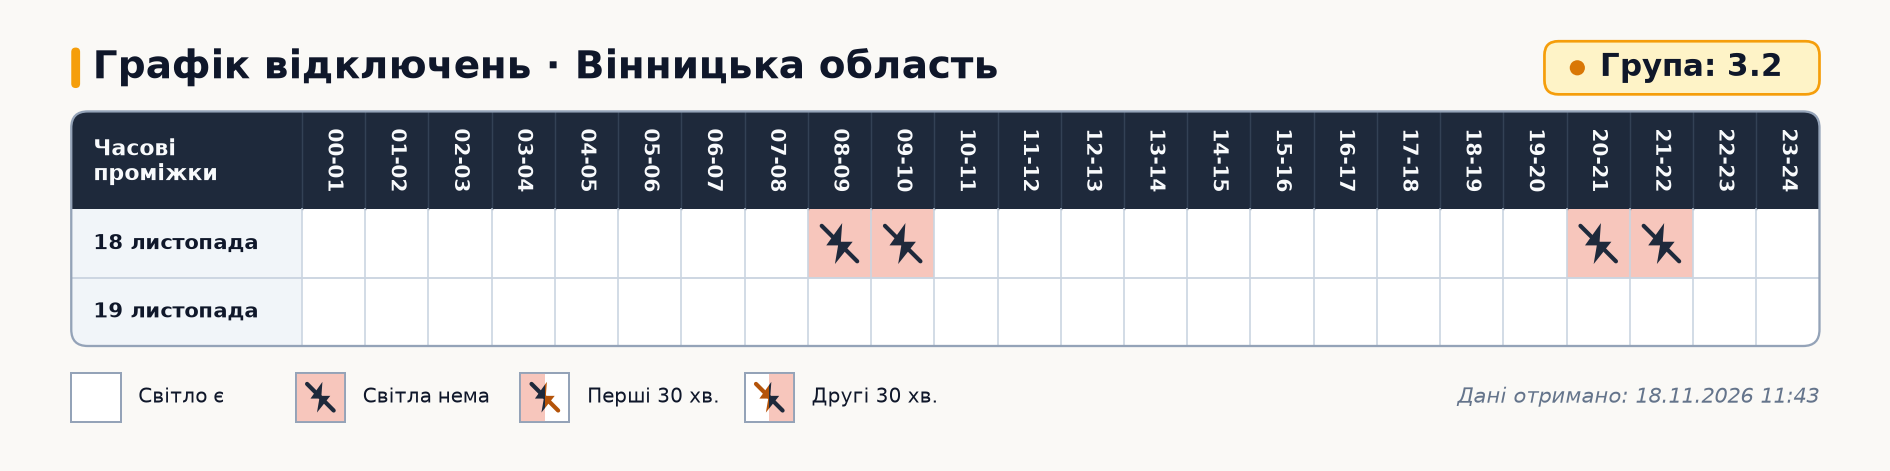 Графік відключень · Вінницька область
Група: 3.2
Часові
проміжки
00-01
01-02
02-03
03-04
04-05
05-06
06-07
07-08
08-09
09-10
10-11
11-12
12-13
13-14
14-15
15-16
16-17
17-18
18-19
19-20
20-21
21-22
22-23
23-24
18 листопада
19 листопада
Світло є
Світла нема
Перші 30 хв.
Другі 30 хв.
Дані отримано: 18.11.2026 11:43